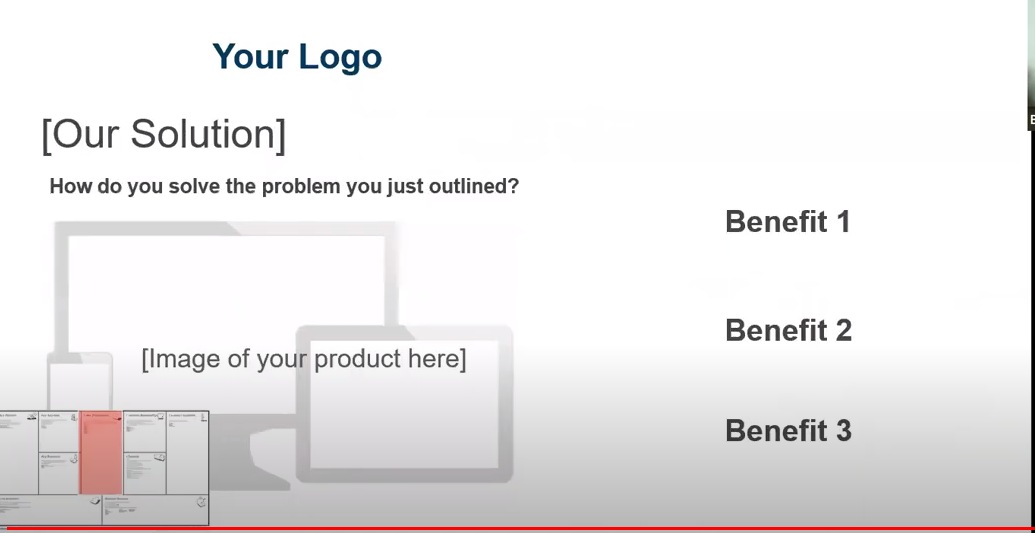 Your Logo
[Our Solution]
How do you solve the problem you just outlined?
[Image of your product here]
Benefit 1
Benefit 2
Benefit 3